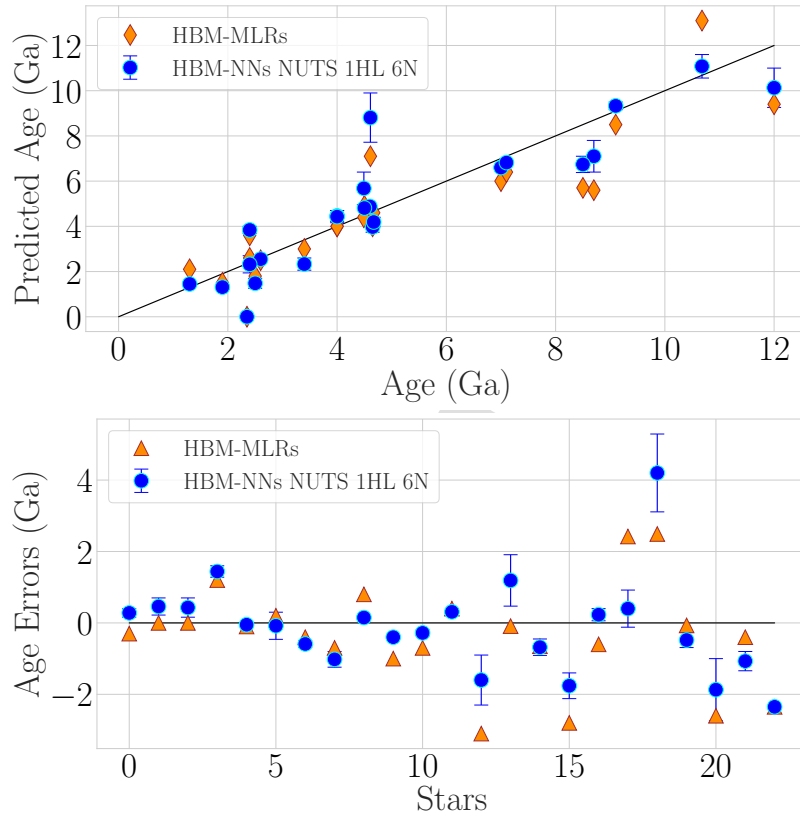 HBM-MLRs
HBM-NNs NUTS 1HL 6N
Predicted Age (Ga)
12
10
8
6
4
2
0
0 2 4 6 8 10 12
Age (Ga)
HBM-MLRs
HBM-NNs NUTS 1HL 6N
Age Errors (Ga)
4
2
0
−2
0 5 10 15 20
Stars